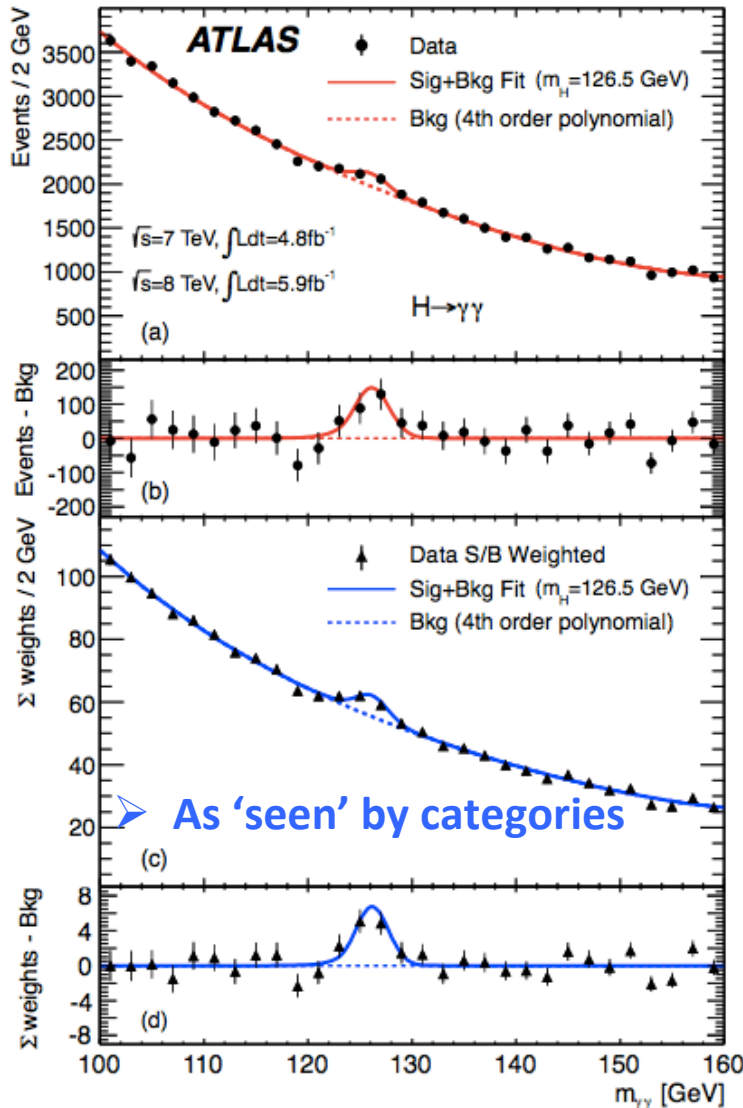 ATLAS
Data
Sig+Bkg Fit (m_H=126.5 GeV)
Bkg (4th order polynomial)
Events / 2 GeV
3500
3000
2500
2000
1500
1000
500
√s=7 TeV, ∫Ldt=4.8fb⁻¹
√s=8 TeV, ∫Ldt=5.9fb⁻¹
H→γγ
(a)
Events - Bkg
200
100
0
-100
-200
(b)
Σ weights / 2 GeV
100
80
60
40
20
Data S/B Weighted
Sig+Bkg Fit (m_H=126.5 GeV)
Bkg (4th order polynomial)
➢ As ‘seen’ by categories
(c)
Σ weights - Bkg
8
4
0
-4
-8
(d)
100 110 120 130 140 150 160
m_γγ [GeV]